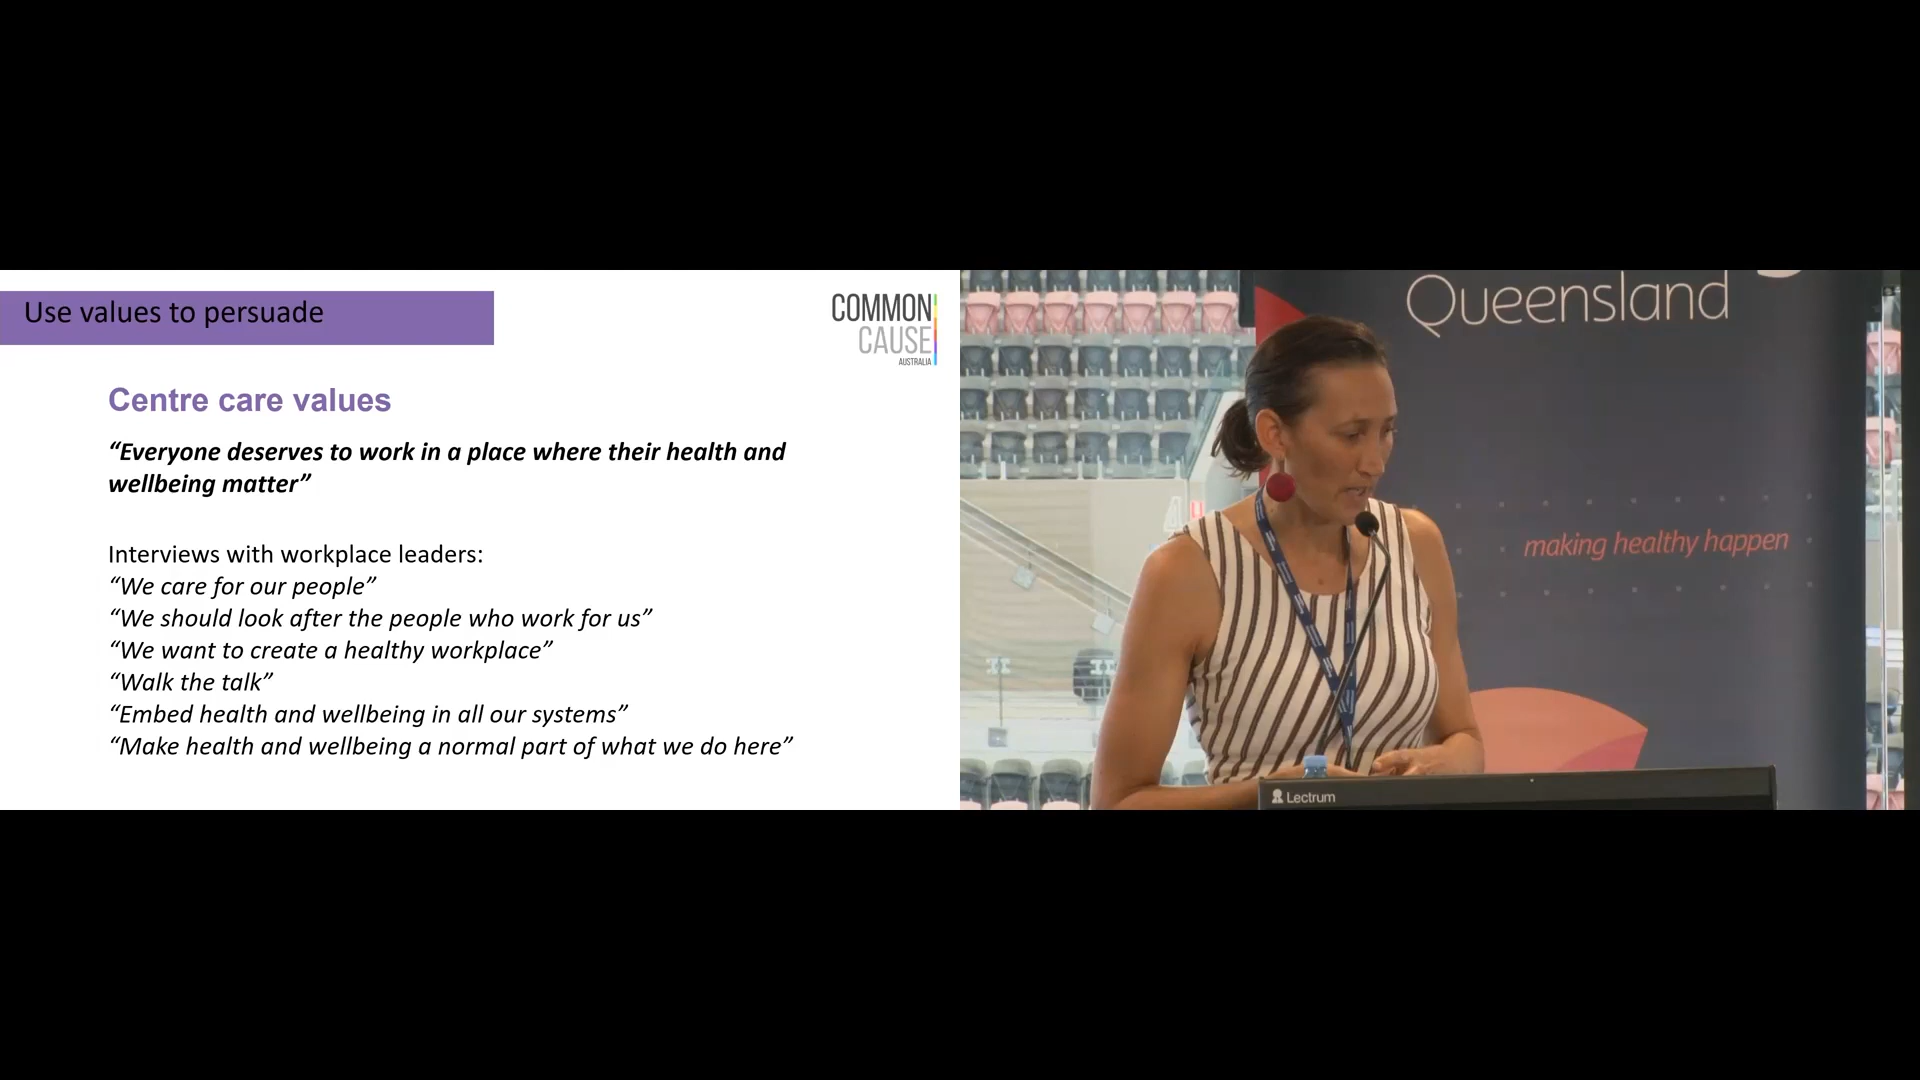 Use values to persuade
COMMON
CAUSE
AUSTRALIA
Centre care values
“Everyone deserves to work in a place where their health and
wellbeing matter”
Interviews with workplace leaders:
“We care for our people”
“We should look after the people who work for us”
“We want to create a healthy workplace”
“Walk the talk”
“Embed health and wellbeing in all our systems”
“Make health and wellbeing a normal part of what we do here”
Queensland
making healthy happen
Lectrum